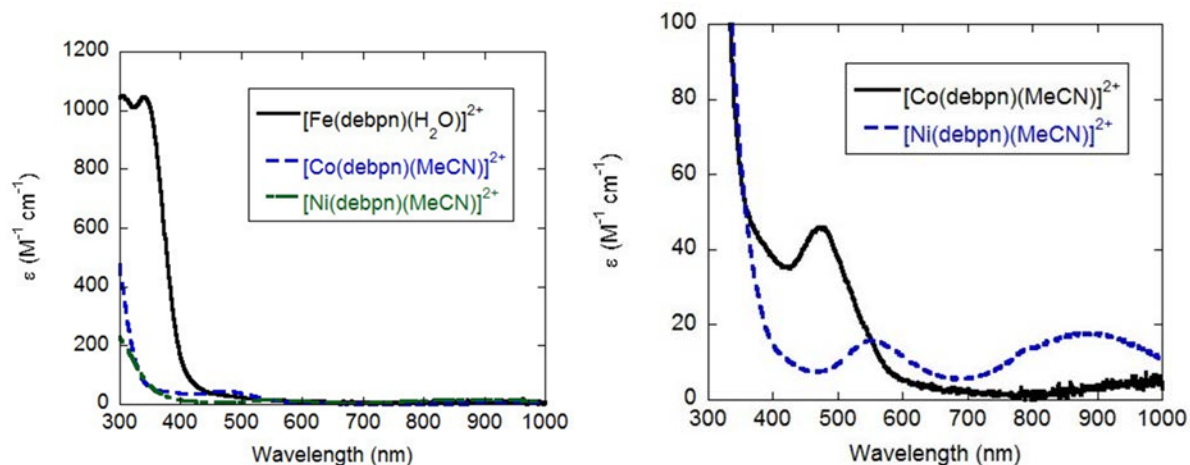 1200
1000
800
600
400
200
0
ε (M⁻¹ cm⁻¹)
[Fe(debpn)(H₂O)]²⁺
[Co(debpn)(MeCN)]²⁺
[Ni(debpn)(MeCN)]²⁺
300 400 500 600 700 800 900 1000
Wavelength (nm)
100
80
60
40
20
0
ε (M⁻¹ cm⁻¹)
[Co(debpn)(MeCN)]²⁺
[Ni(debpn)(MeCN)]²⁺
300 400 500 600 700 800 900 1000
Wavelength (nm)